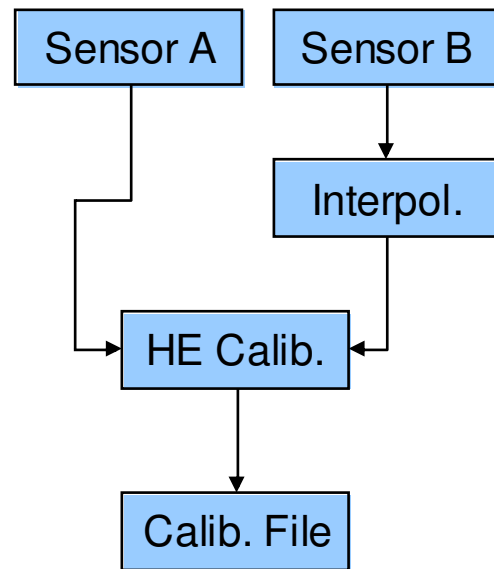 Sensor A
Sensor B
Interpol.
HE Calib.
Calib. File